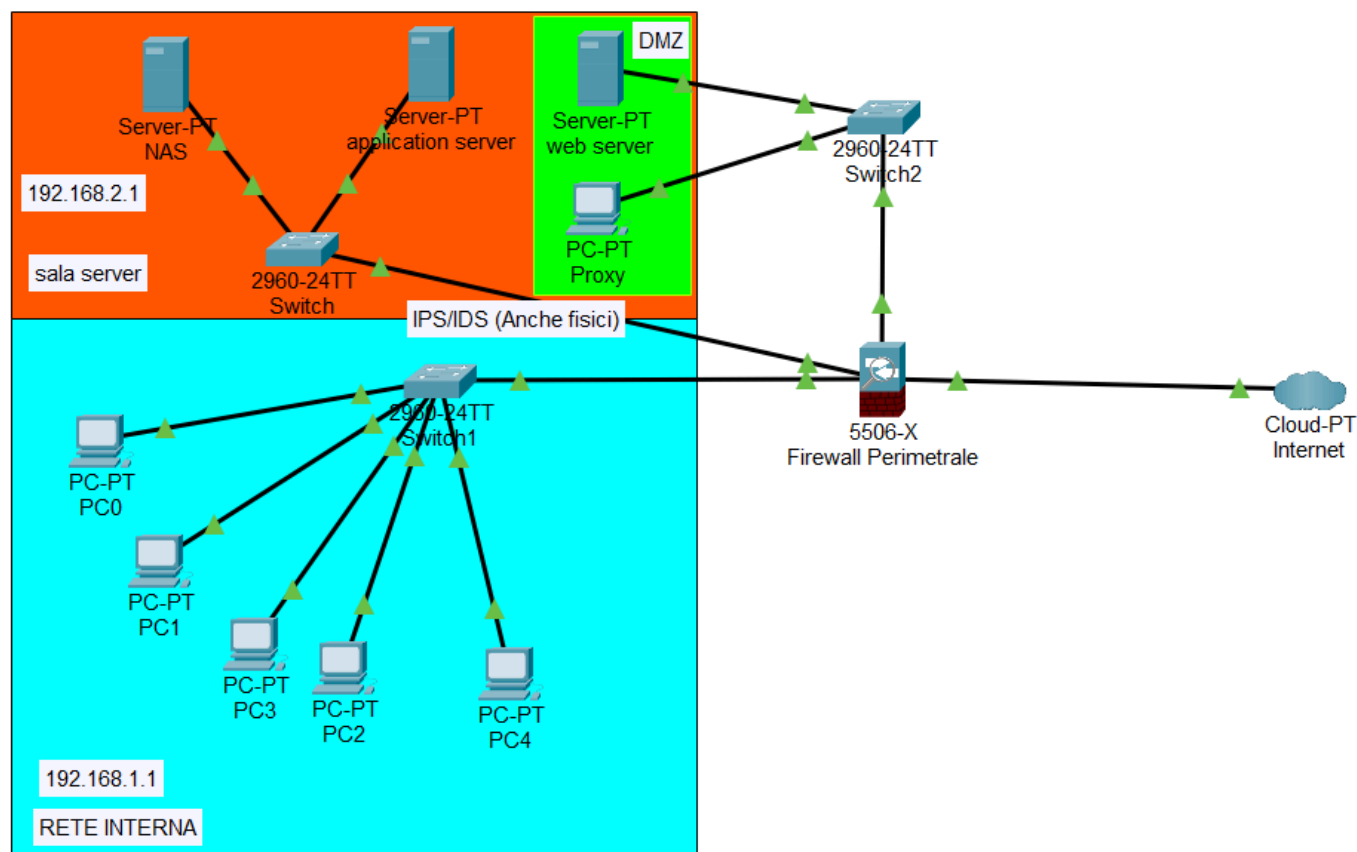 DMZ
Server-PT
NAS
Server-PT
application server
Server-PT
web server
2960-24TT
Switch2
192.168.2.1
sala server
2960-24TT
Switch
PC-PT
Proxy
IPS/IDS (Anche fisici)
2960-24TT
Switch1
5506-X
Firewall Perimetrale
Cloud-PT
Internet
PC-PT
PC0
PC-PT
PC1
PC-PT
PC3
PC-PT
PC2
PC-PT
PC4
192.168.1.1
RETE INTERNA